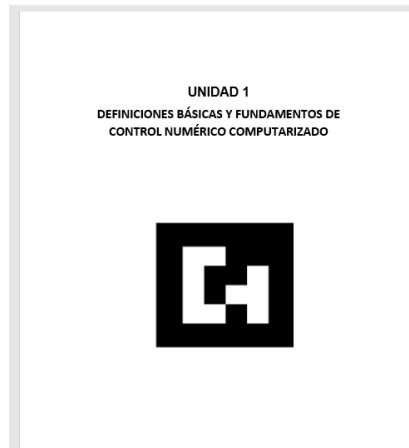 UNIDAD 1
DEFINICIONES BÁSICAS Y FUNDAMENTOS DE
CONTROL NUMÉRICO COMPUTARIZADO